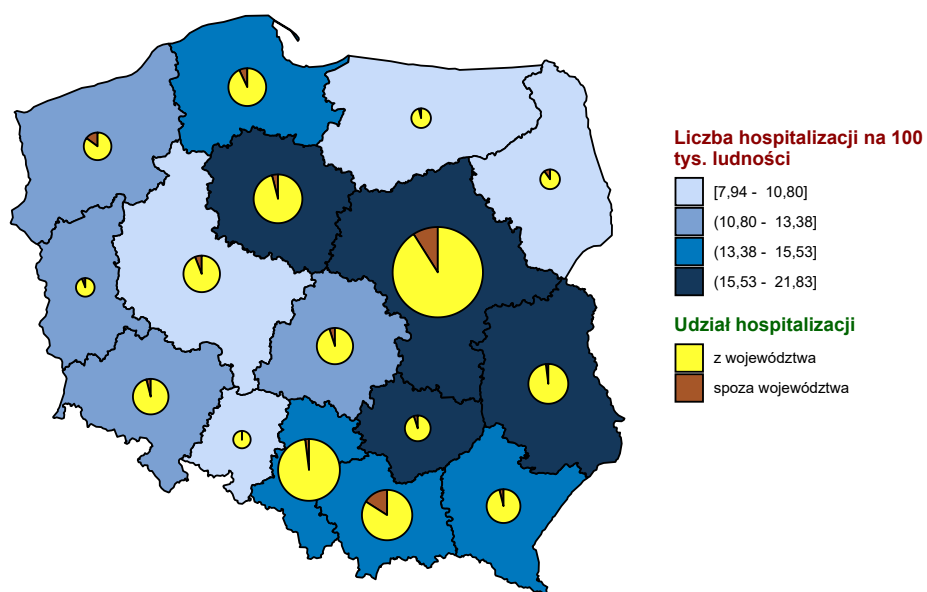 Liczba hospitalizacji na 100
tys. ludności
[7,94 - 10,80]
(10,80 - 13,38]
(13,38 - 15,53]
(15,53 - 21,83]
Udział hospitalizacji
z województwa
spoza województwa